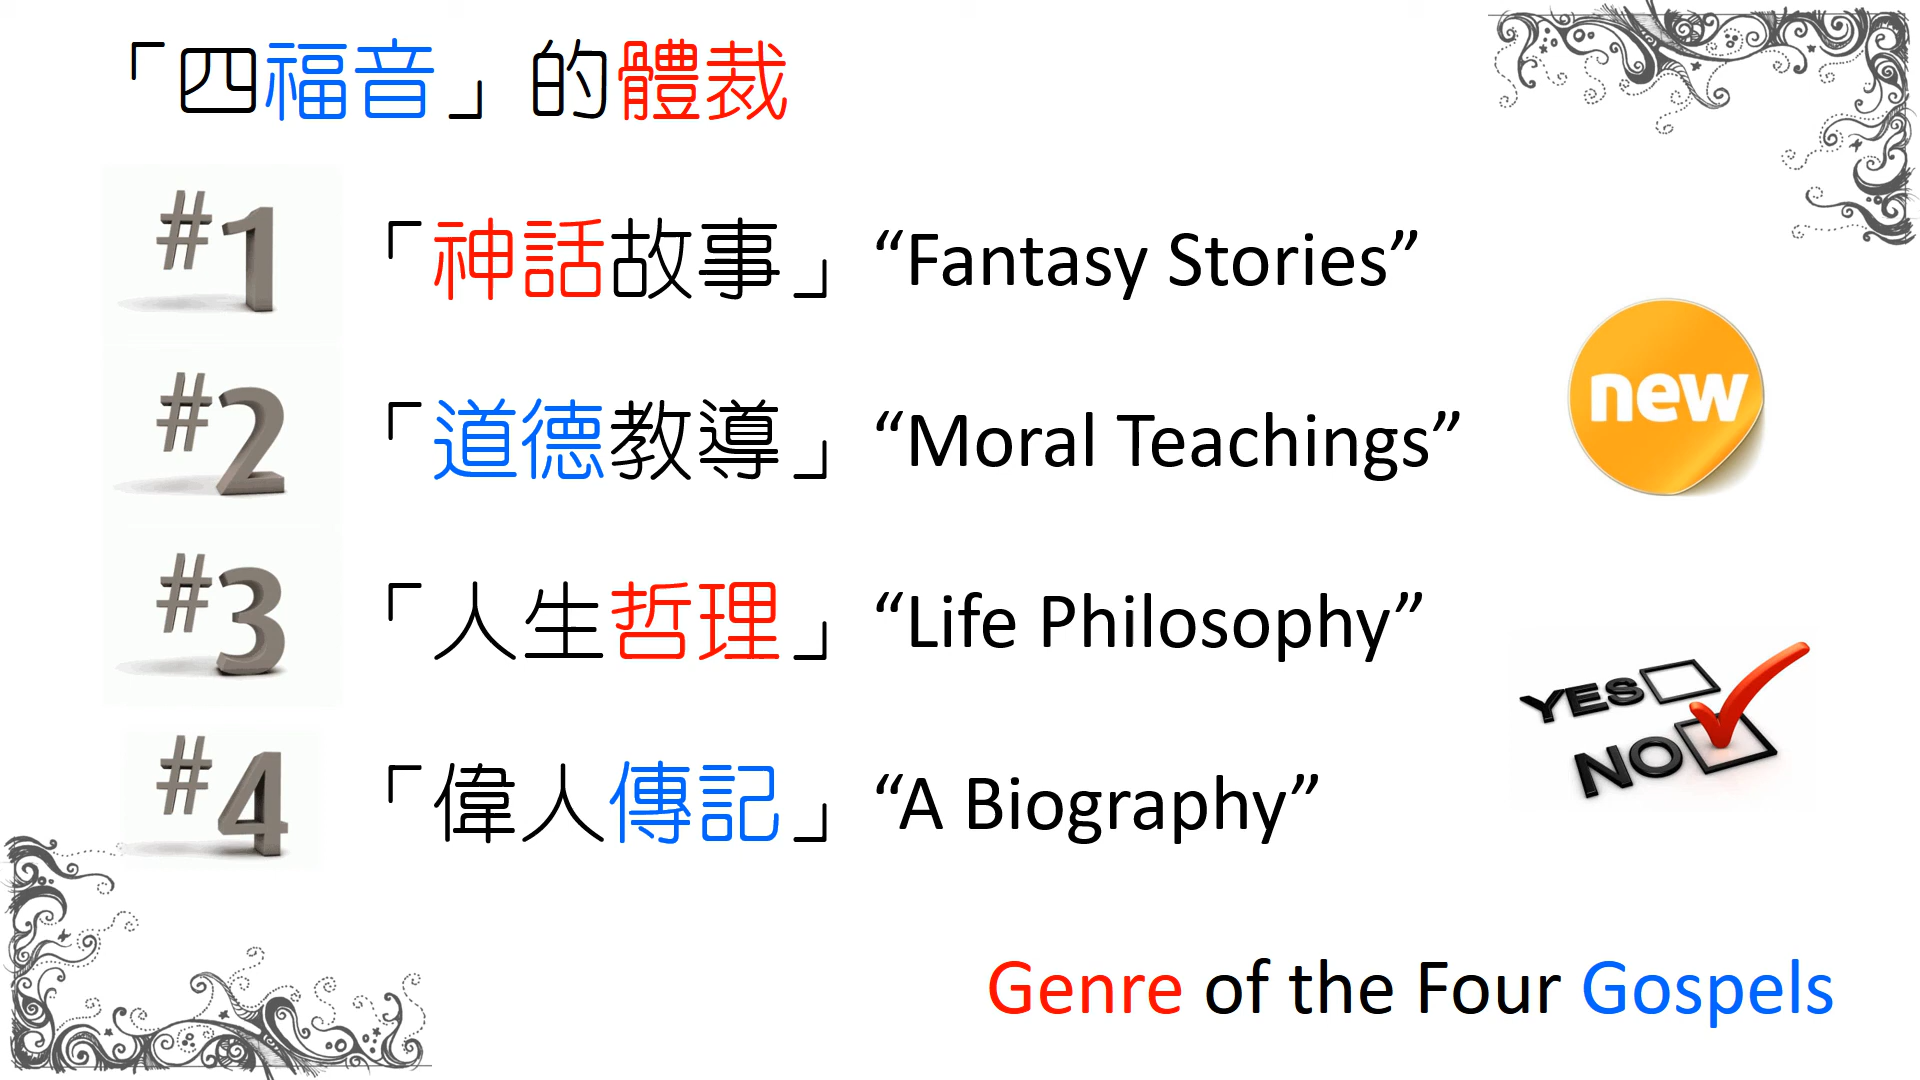 「四福音」的體裁
#1 「神話故事」 “Fantasy Stories”
new
#2 「道德教導」 “Moral Teachings”
#3 「人生哲理」 “Life Philosophy”
YES
NO
#4 「偉人傳記」 “A Biography”
Genre of the Four Gospels